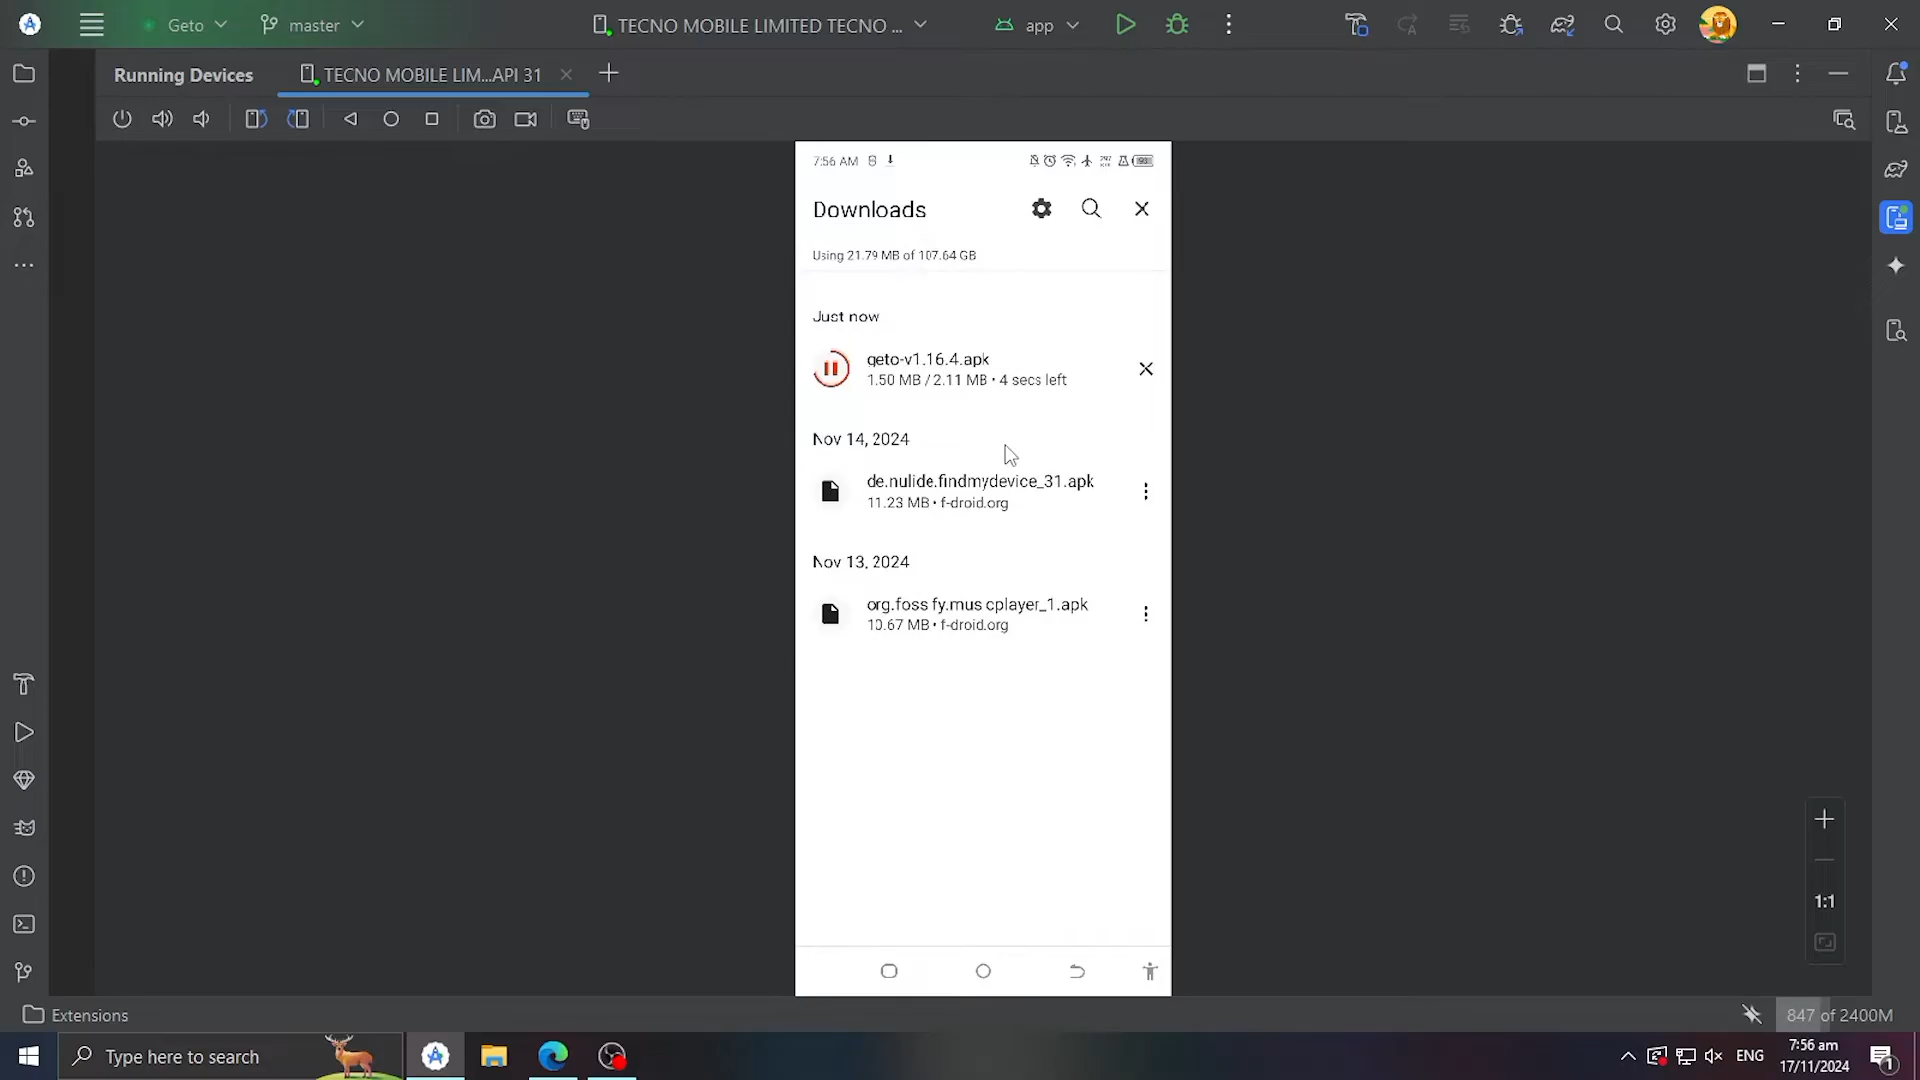 Geto
master
TECNO MOBILE LIMITED TECNO ...
app
Running Devices
TECNO MOBILE LIM...API 31
7:56 AM
Downloads
Using 21.79 MB of 107.64 GB
Just now
geto-v1.16.4.apk
1.50 MB / 2.11 MB • 4 secs left
Nov 14, 2024
de.nulide.findmydevice_31.apk
11.23 MB • f-droid.org
Nov 13, 2024
org.foss fy.mus cplayer_1.apk
10.67 MB • f-droid.org
1:1
Extensions
847 of 2400M
Type here to search
ENG
7:56 am
17/11/2024
1